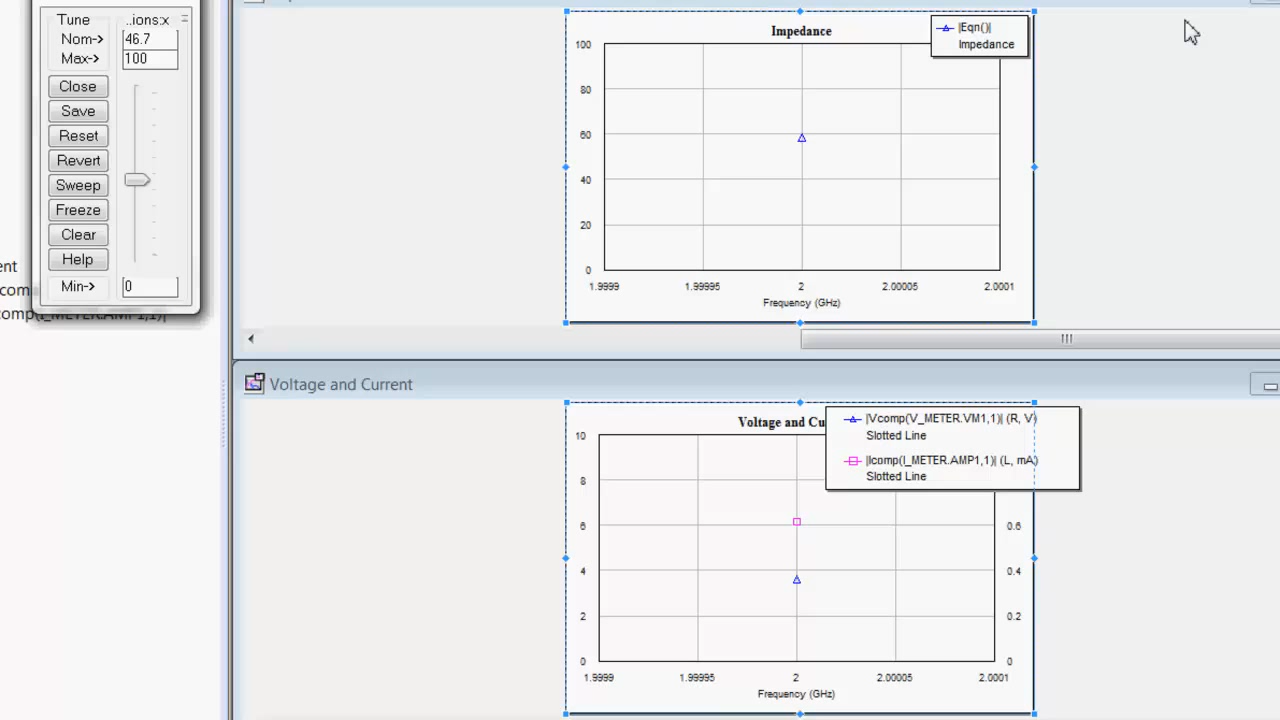 Tune ..ions:x
Nom-> 46.7
Max-> 100
Close
Save
Reset
Revert
Sweep
Freeze
Clear
Help
Min-> 0
Impedance
|Eqn()|
Impedance
100
80
60
40
20
0
1.9999 1.99995 2 2.00005 2.0001
Frequency (GHz)
Voltage and Current
Voltage and Cu
|Vcomp(V_METER.VM1,1)| (R, V)
Slotted Line
|Icomp(I_METER.AMP1,1)| (L, mA)
Slotted Line
10
8
6 0.6
4 0.4
2 0.2
0 0
1.9999 1.99995 2 2.00005 2.0001
Frequency (GHz)